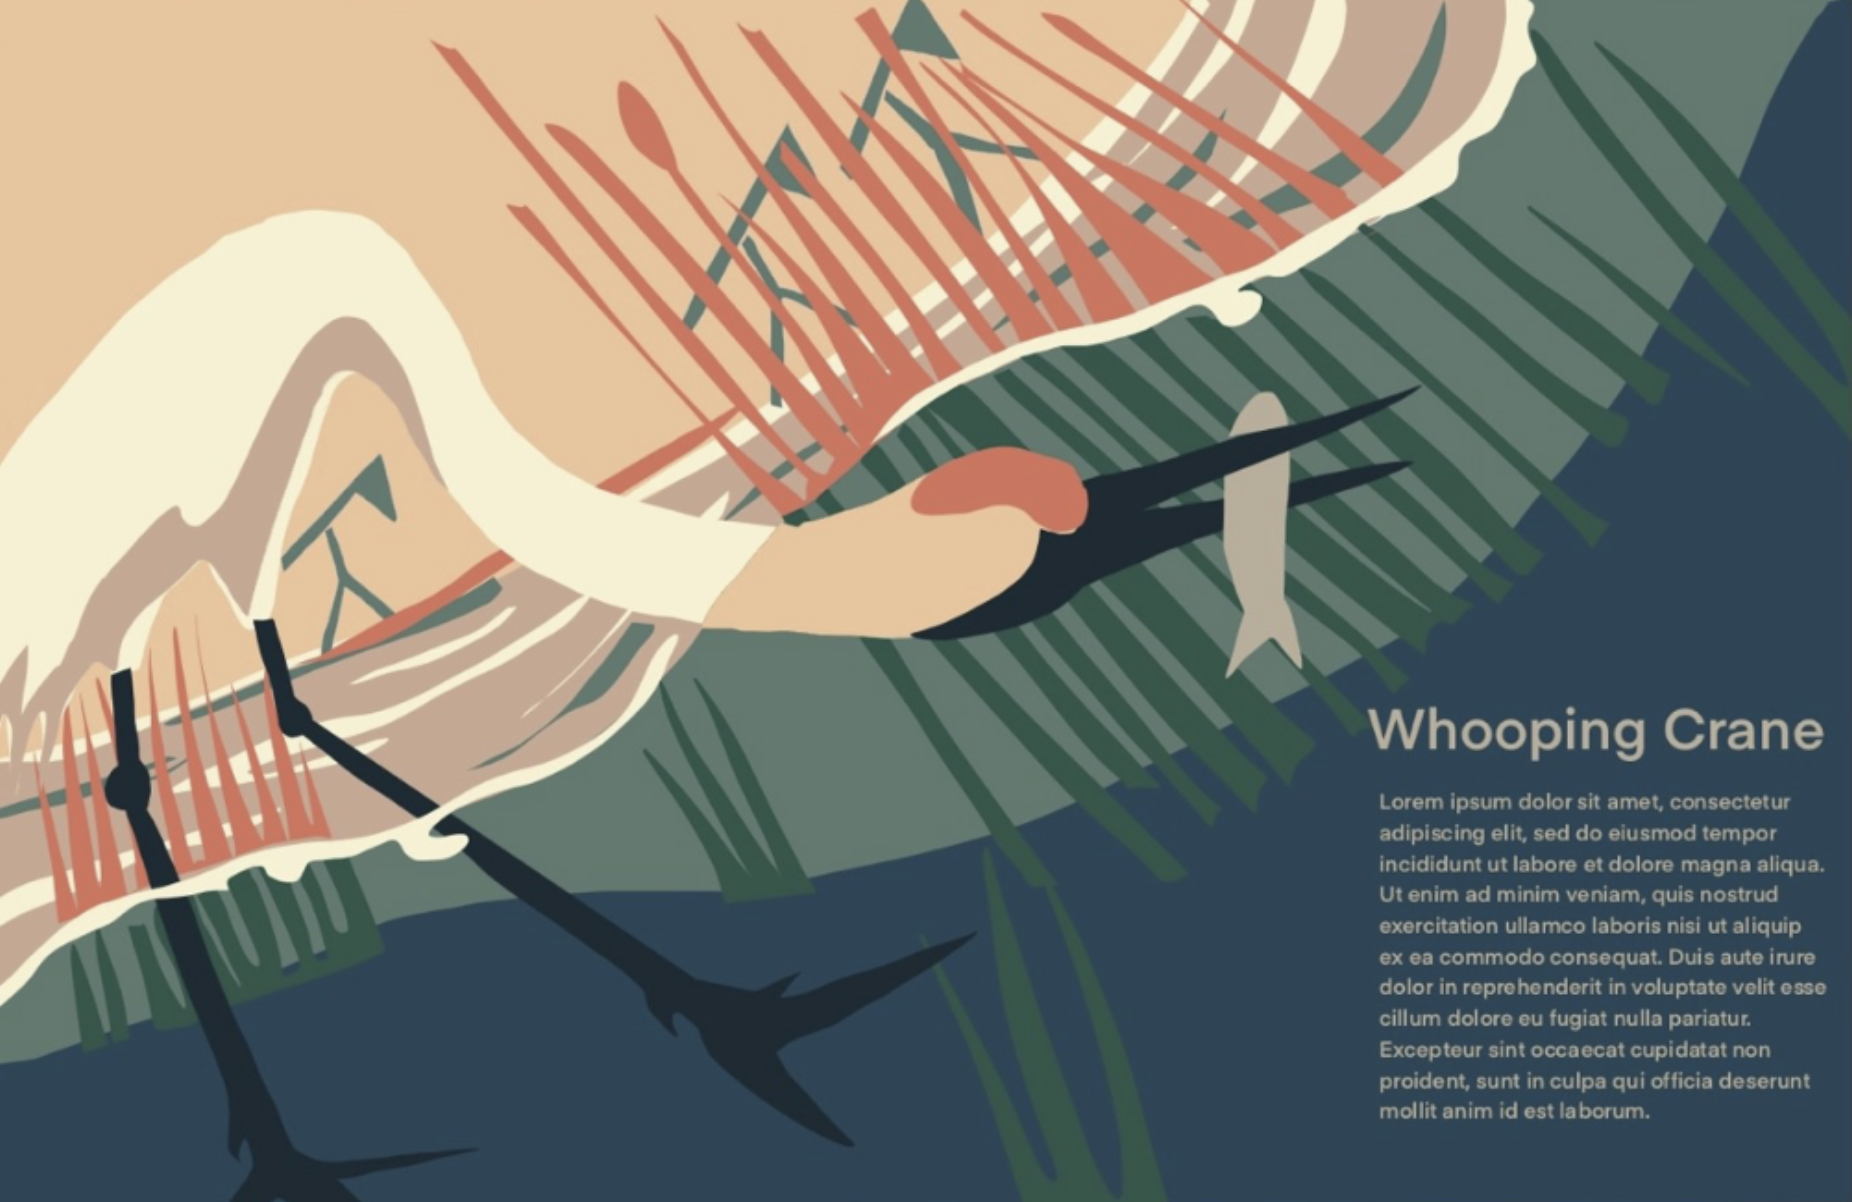 Whooping Crane
Lorem ipsum dolor sit amet, consectetur
adipiscing elit, sed do eiusmod tempor
incididunt ut labore et dolore magna aliqua.
Ut enim ad minim veniam, quis nostrud
exercitation ullamco laboris nisi ut aliquip
ex ea commodo consequat. Duis aute irure
dolor in reprehenderit in voluptate velit esse
cillum dolore eu fugiat nulla pariatur.
Excepteur sint occaecat cupidatat non
proident, sunt in culpa qui officia deserunt
mollit anim id est laborum.